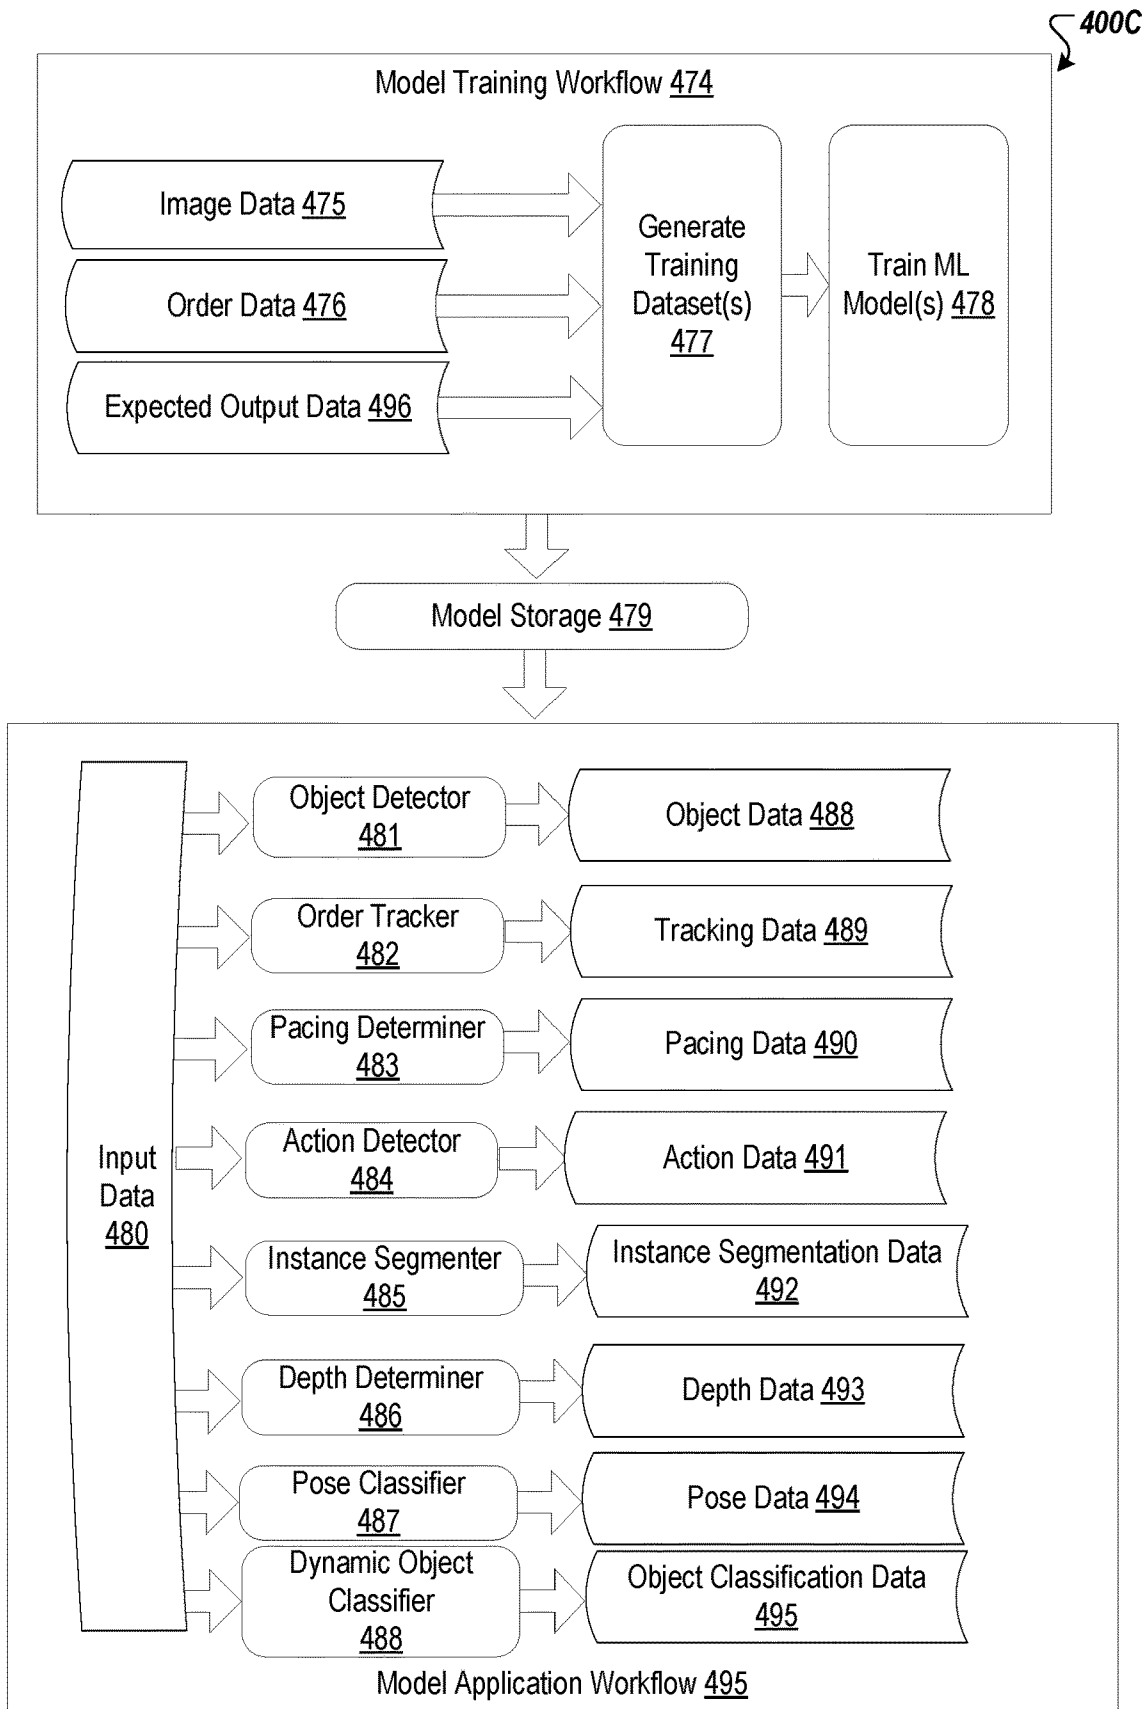 400C
Model Training Workflow 474
Image Data 475
Order Data 476
Expected Output Data 496
Generate
Training
Dataset(s)
477
Train ML
Model(s) 478
Model Storage 479
Input
Data
480
Object Detector
481
Object Data 488
Order Tracker
482
Tracking Data 489
Pacing Determiner
483
Pacing Data 490
Action Detector
484
Action Data 491
Instance Segmenter
485
Instance Segmentation Data
492
Depth Determiner
486
Depth Data 493
Pose Classifier
487
Pose Data 494
Dynamic Object
Classifier
488
Object Classification Data
495
Model Application Workflow 495